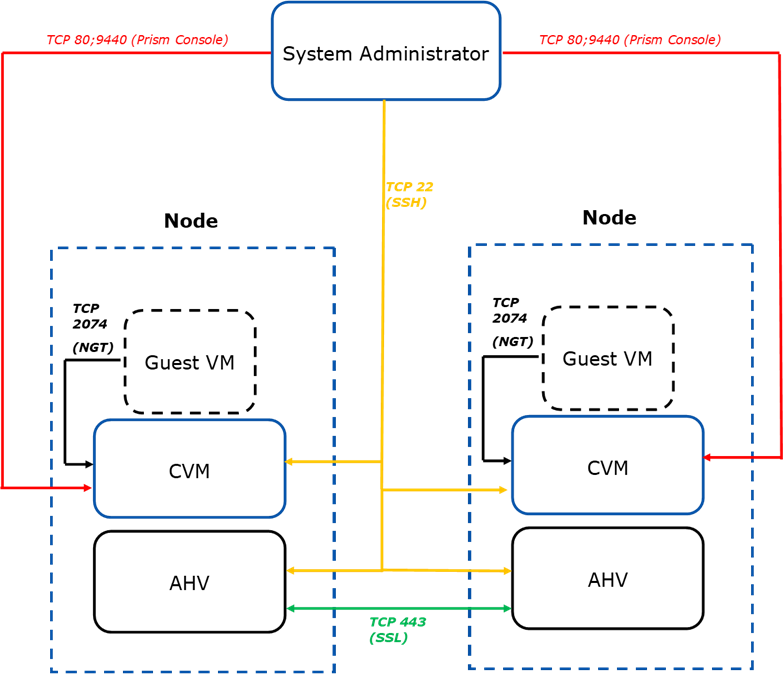 TCP 80;9440 (Prism Console)
System Administrator
TCP 80;9440 (Prism Console)
TCP 22
(SSH)
Node
TCP
2074
(NGT)
Guest VM
CVM
AHV
Node
TCP
2074
(NGT)
Guest VM
CVM
AHV
TCP 443
(SSL)